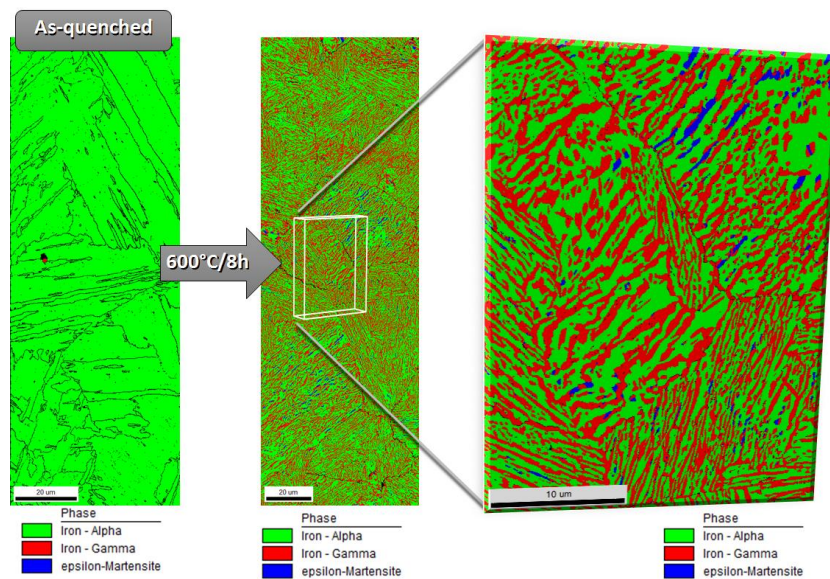 As-quenched
600°C/8h
20 um
20 um
10 um
Phase
Iron - Alpha
Iron - Gamma
epsilon-Martensite
Phase
Iron - Alpha
Iron - Gamma
epsilon-Martensite
Phase
Iron - Alpha
Iron - Gamma
epsilon-Martensite